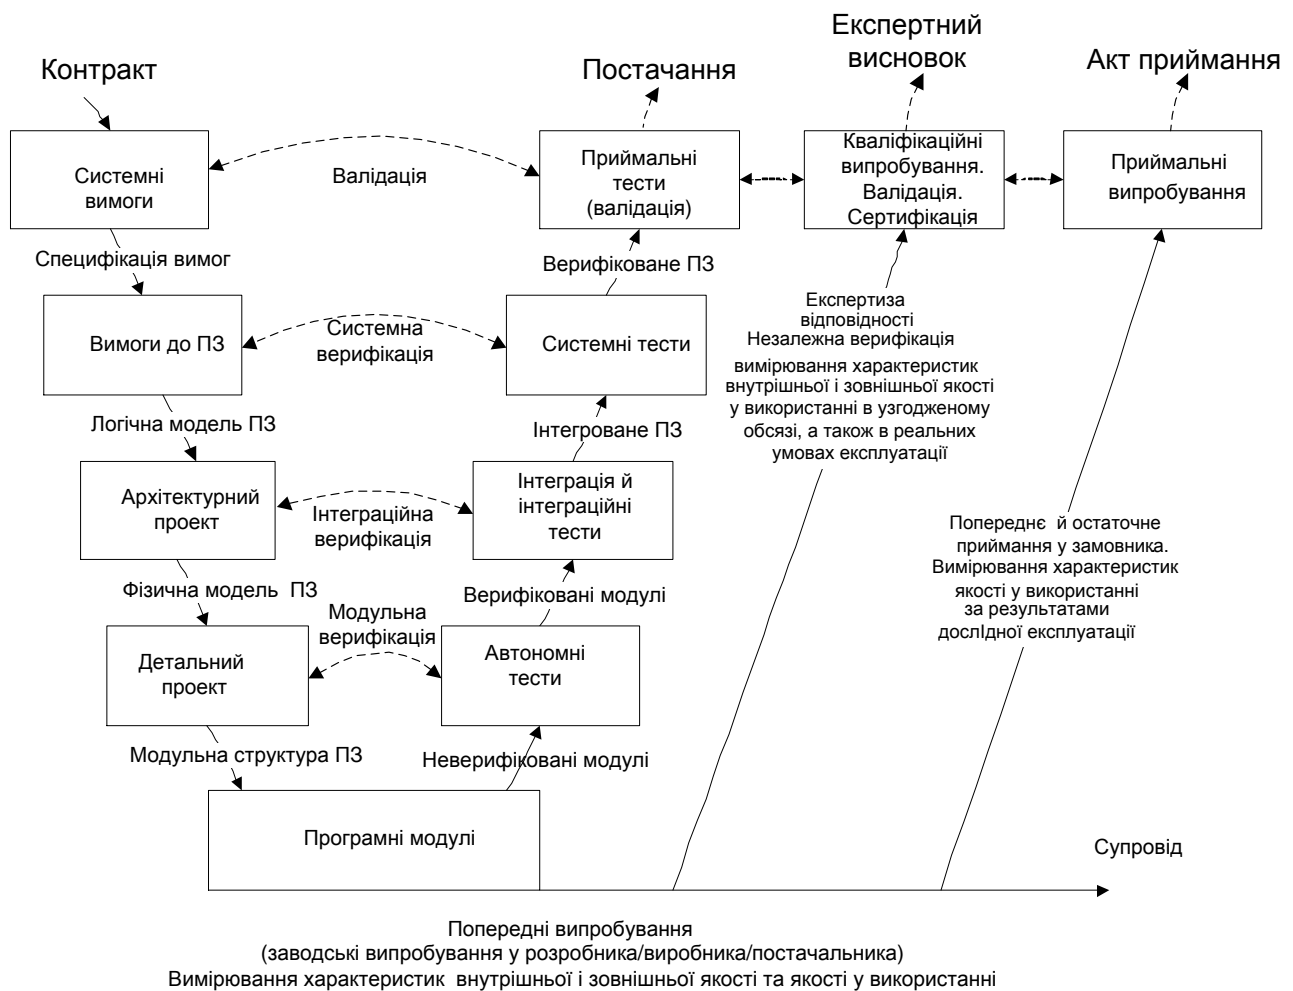 Контракт
Постачання
Експертний
висновок
Акт приймання
Системні
вимоги
Валідація
Приймальні
тести
(валідація)
Кваліфікаційні
випробування.
Валідація.
Сертифікація
Приймальні
випробування
Специфікація вимог
Верифіковане ПЗ
Вимоги до ПЗ
Системна
верифікація
Системні тести
Експертиза
відповідності
Незалежна верифікація
вимірювання характеристик
внутрішньої і зовнішньої якості
у використанні в узгодженому
обсязі, а також в реальних
умовах експлуатації
Логічна модель ПЗ
Інтегроване ПЗ
Архітектурний
проект
Інтеграційна
верифікація
Інтеграція й
інтеграційні
тести
Попереднє й остаточне
приймання у замовника.
Вимірювання характеристик
якості у використанні
за результатами
дослІдної експлуатації
Фізична модель ПЗ
Верифіковані модулі
Детальний
проект
Модульна
верифікація
Автономні
тести
Модульна структура ПЗ
Неверифіковані модулі
Програмні модулі
Супровід
Попередні випробування
(заводські випробування у розробника/виробника/постачальника)
Вимірювання характеристик внутрішньої і зовнішньої якості та якості у використанні